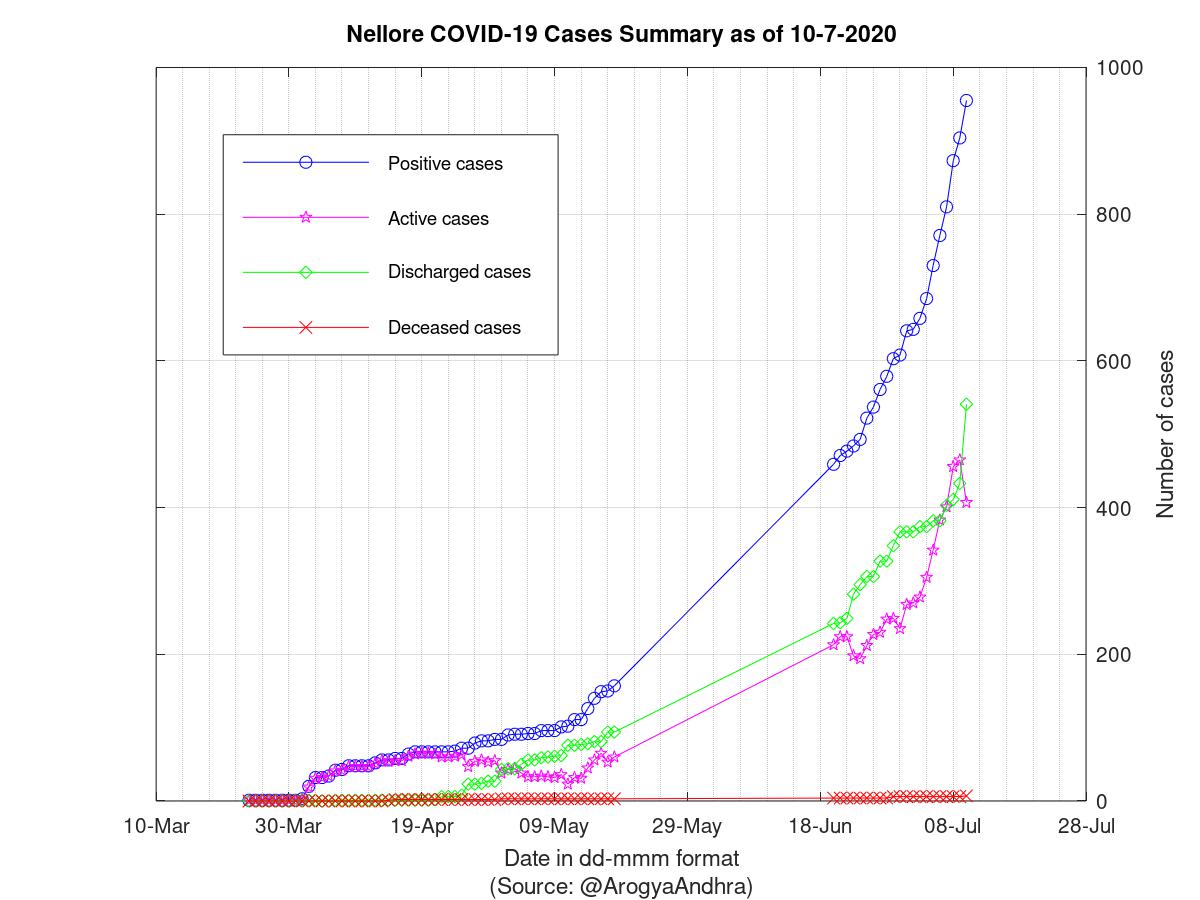 Nellore COVID-19 Cases Summary as of 10-7-2020
Positive cases
Active cases
Discharged cases
Deceased cases
1000
800
600
400
200
0
Number of cases
10-Mar 30-Mar 19-Apr 09-May 29-May 18-Jun 08-Jul 28-Jul
Date in dd-mmm format
(Source: @ArogyaAndhra)